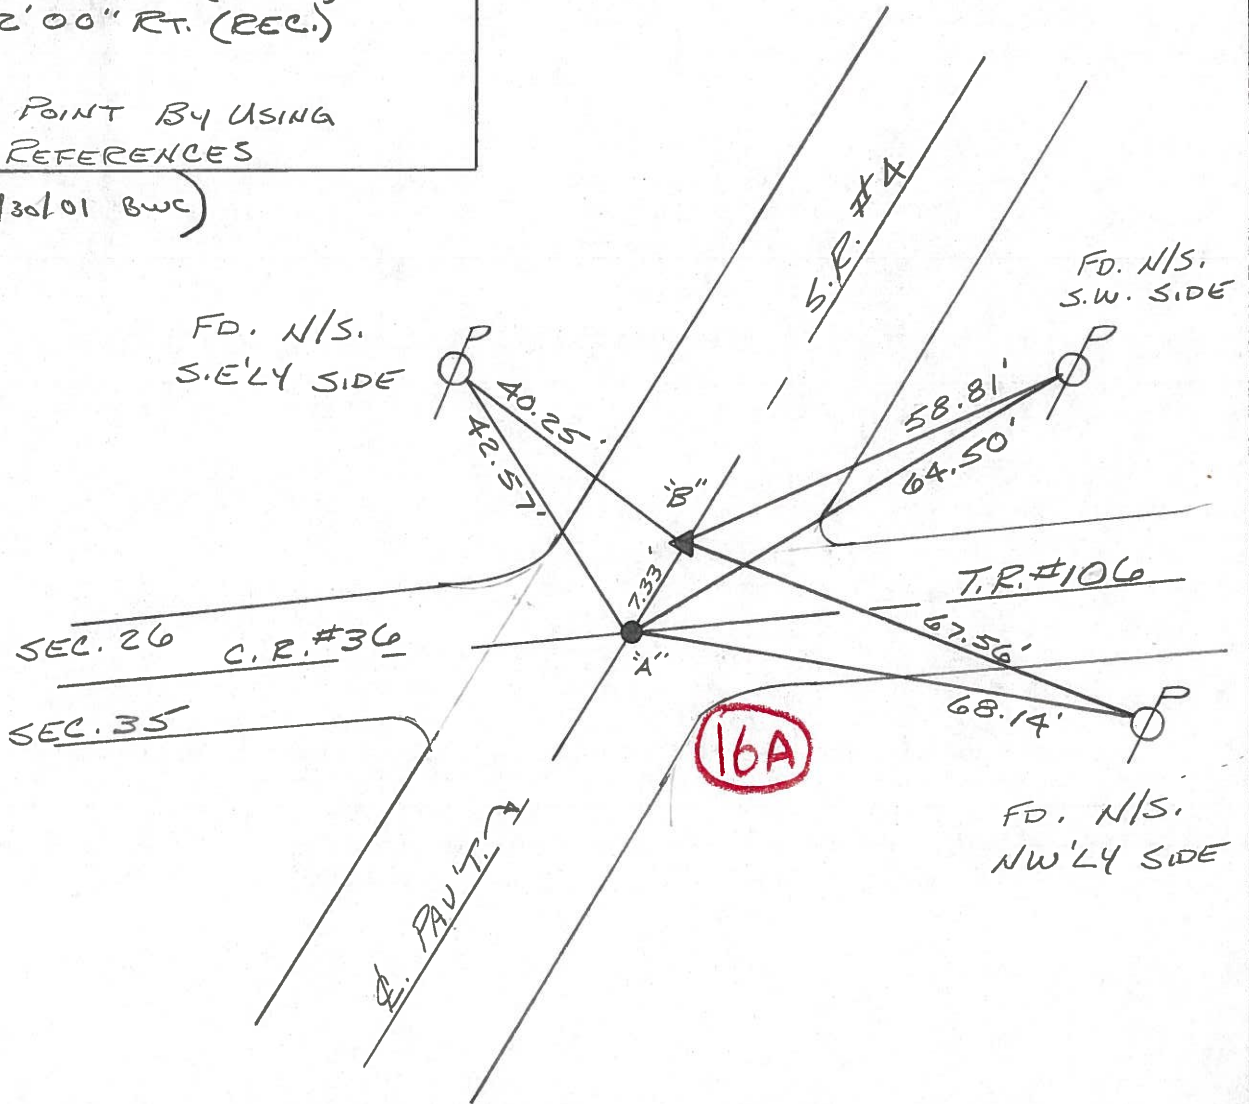 2'00" RT. (REC.)
POINT BY USING
REFERENCES
/30/01 BWC)
S.R. #4
FD. N/S.
S.W. SIDE
FD. N/S.
S.E'LY SIDE
P
P
40.25'
42.57'
58.81'
64.50'
"B"
7.33'
T.R.#106
SEC. 26
C.R.#36
"A"
67.56'
68.14'
SEC. 35
P
16A
FD. N/S.
NW'LY SIDE
℄. PAV'T.